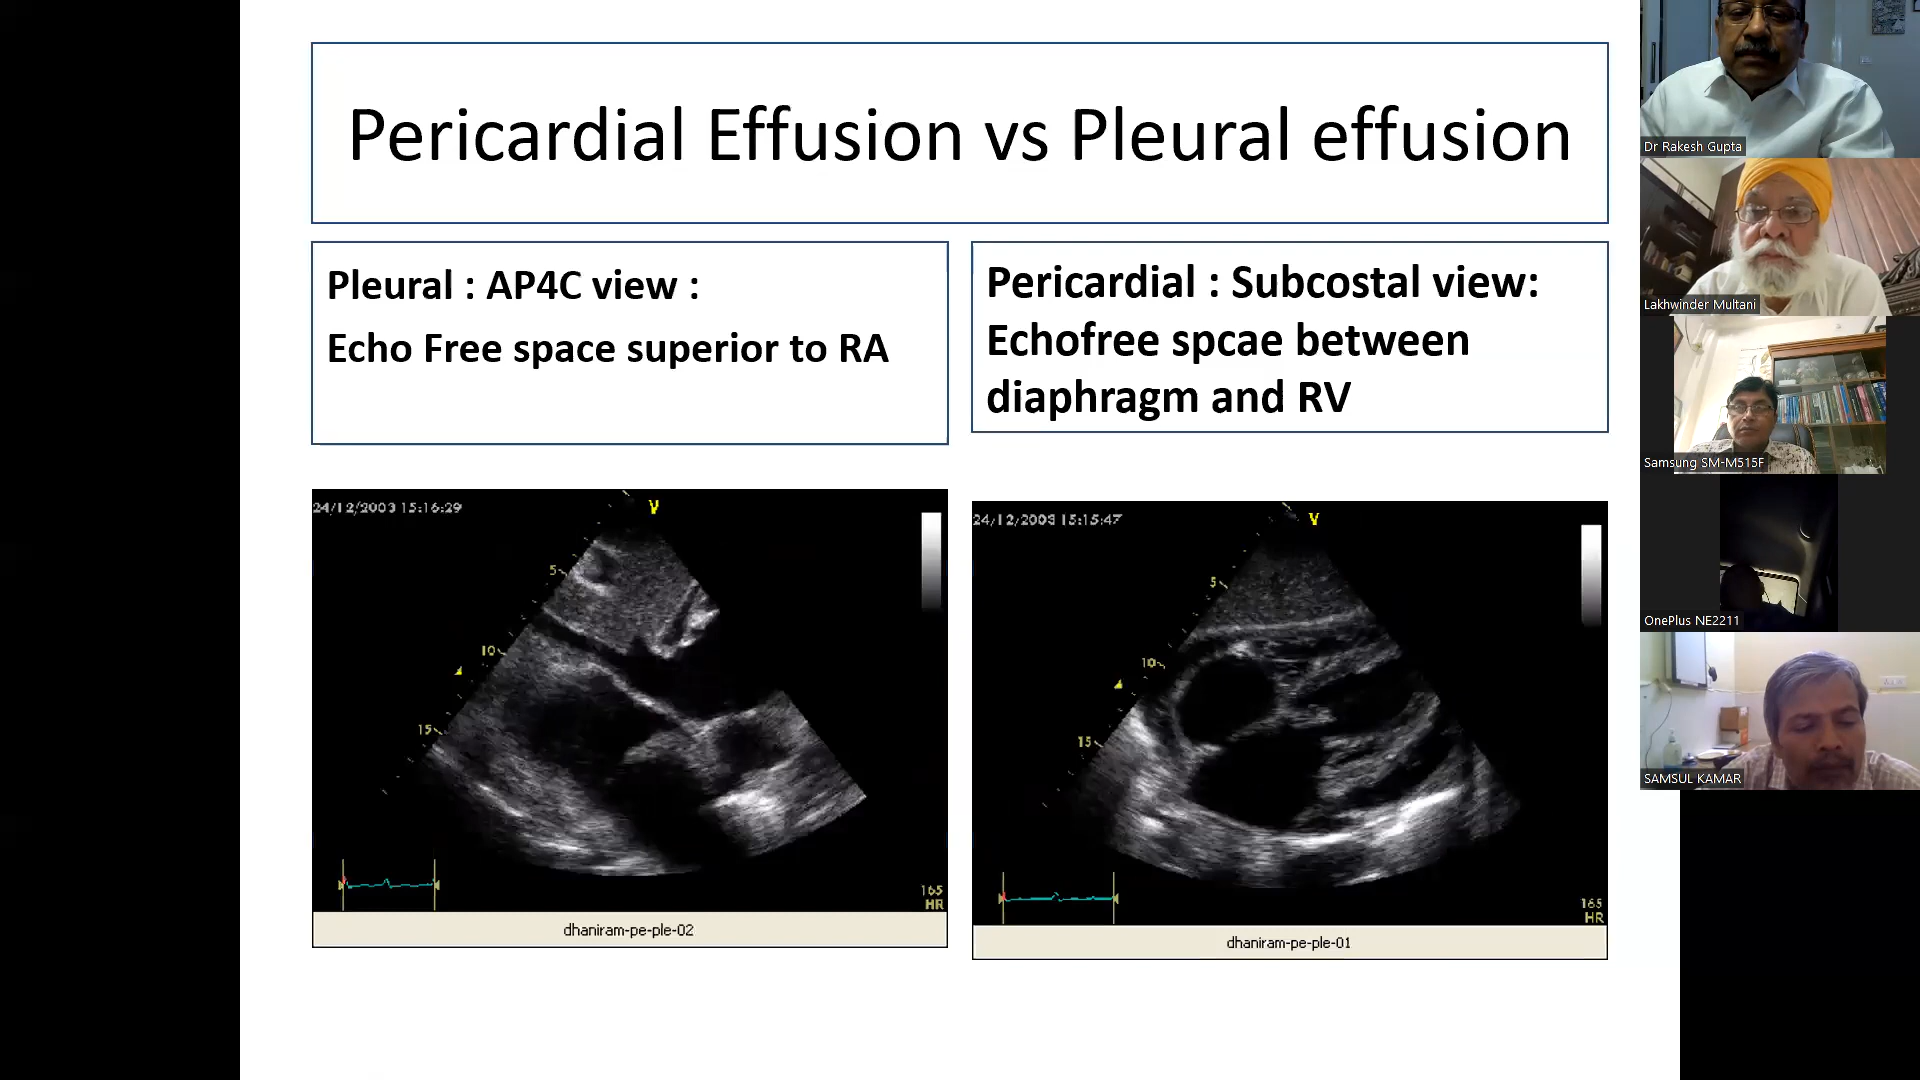 Pericardial Effusion vs Pleural effusion
Pleural : AP4C view :
Echo Free space superior to RA
Pericardial : Subcostal view:
Echofree spcae between
diaphragm and RV
24/12/2003 15:16:29
V
5
10
15
165
HR
dhaniram-pe-ple-02
24/12/2003 15:15:47
V
5
10
15
165
HR
dhaniram-pe-ple-01
Dr Rakesh Gupta
Lakhwinder Multani
Samsung SM-M515F
OnePlus NE2211
SAMSUL KAMAR